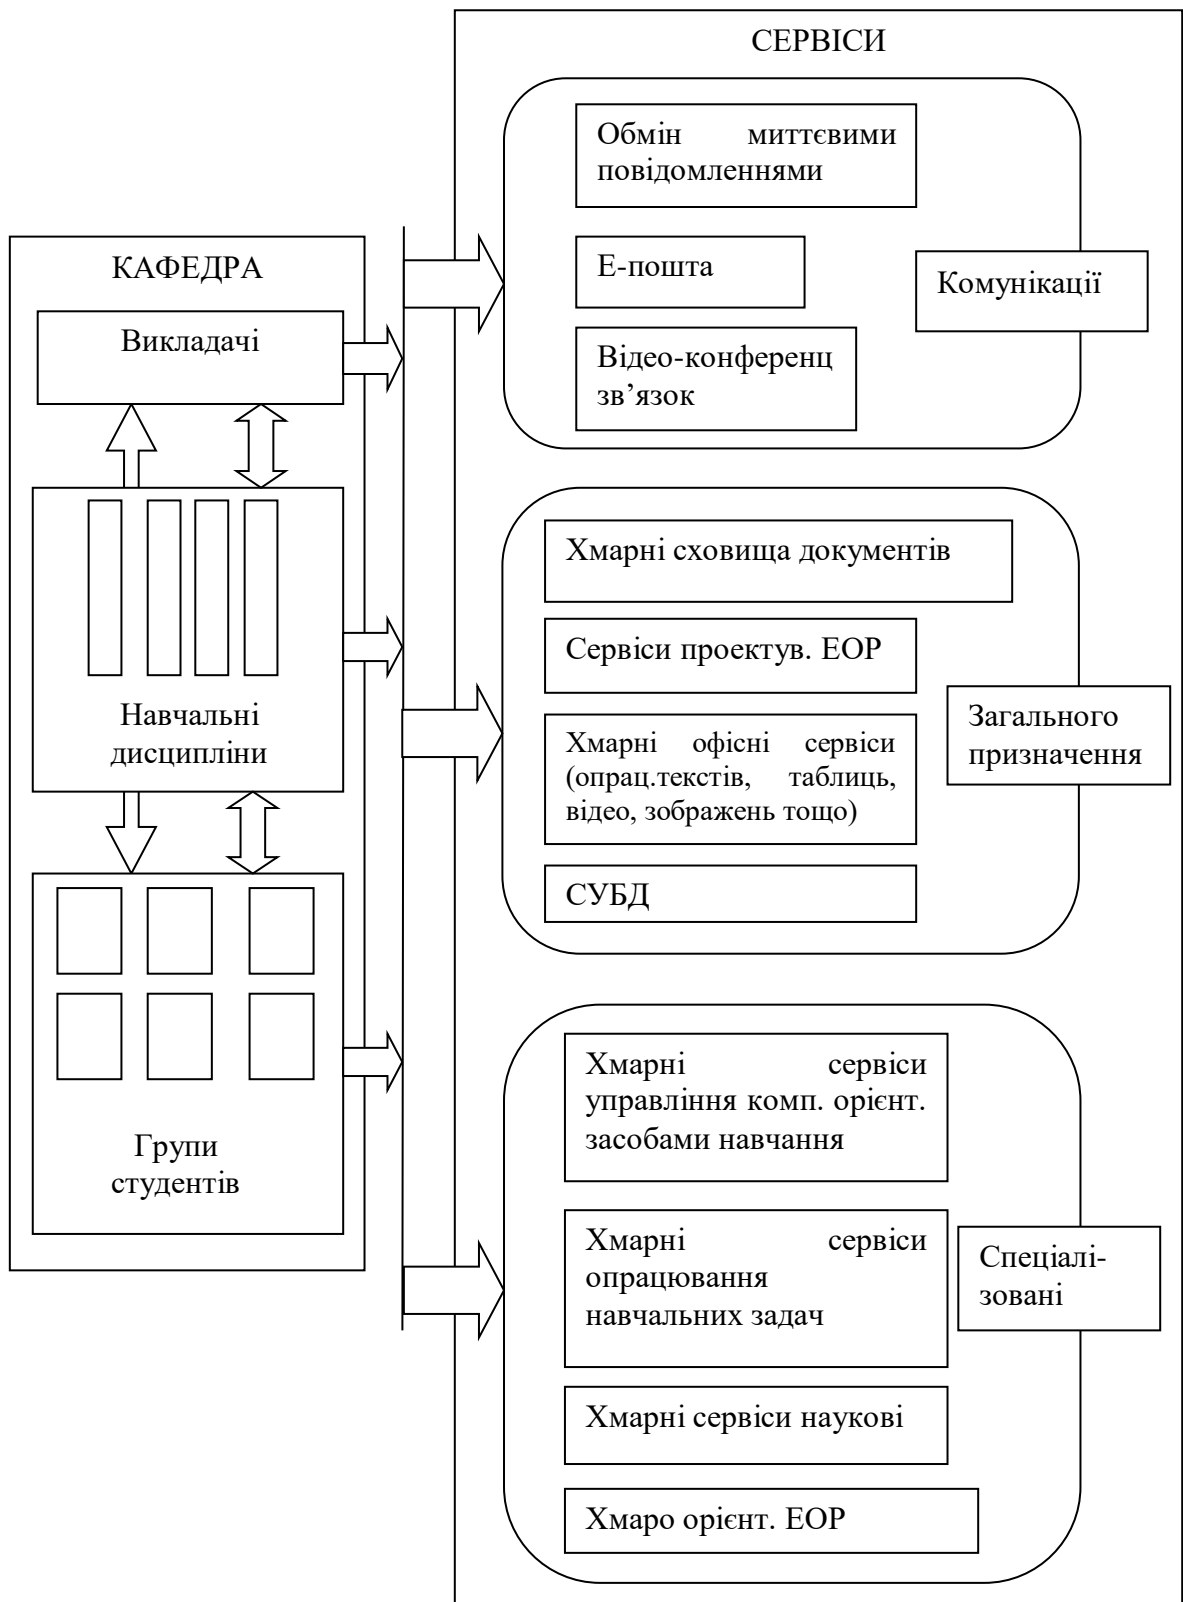 КАФЕДРА
Викладачі
Навчальні
дисципліни
Групи
студентів
СЕРВІСИ
Обмін миттєвими
повідомленнями
Е-пошта
Відео-конференц
зв’язок
Комунікації
Хмарні сховища документів
Сервіси проектув. ЕОР
Хмарні офісні сервіси
(опрац.текстів, таблиць,
відео, зображень тощо)
СУБД
Загального
призначення
Хмарні сервіси
управління комп. орієнт.
засобами навчання
Хмарні сервіси
опрацювання
навчальних задач
Хмарні сервіси наукові
Хмаро орієнт. ЕОР
Спеціалі-
зовані